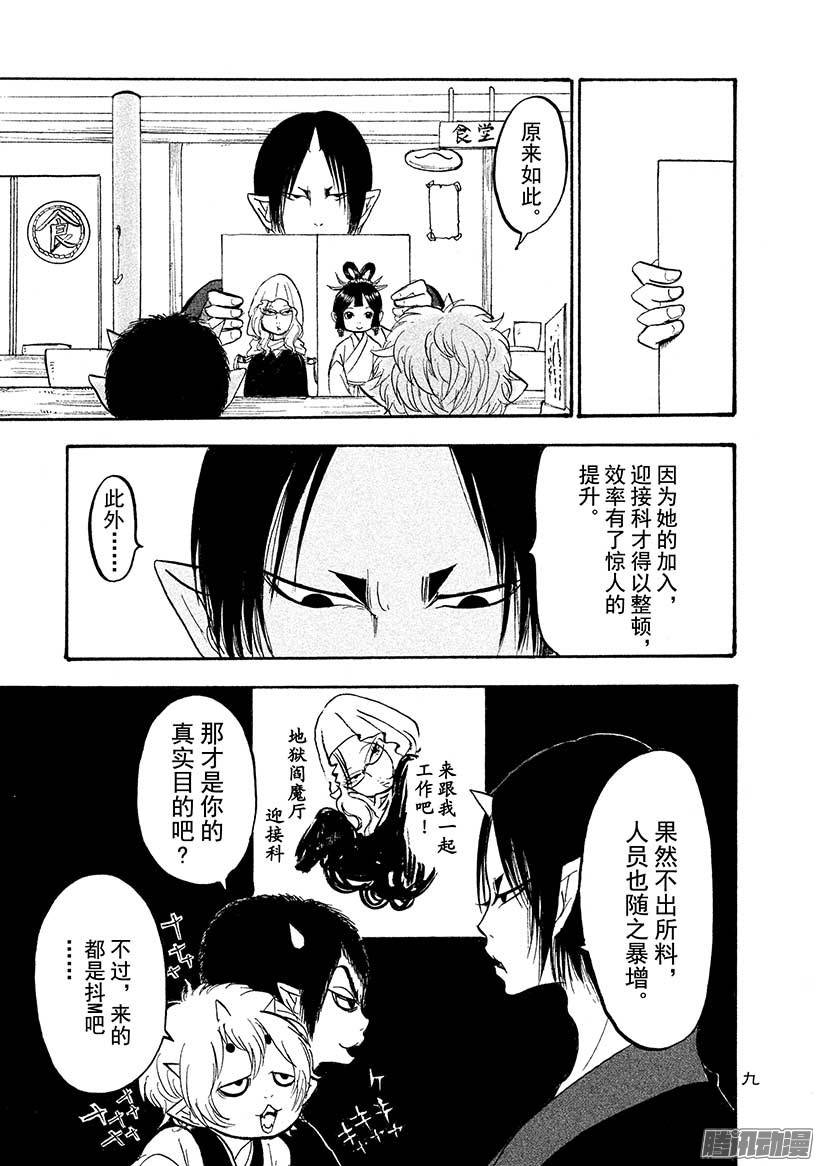 原来如此。
食堂
食
因为她的加入，
迎接科才得以整顿，
效率有了惊人的
提升。
此外……
果然不出所料，
人员也随之暴增。
来跟我一起
工作吧！
地狱阎魔厅
迎接科
那才是你的
真实目的吧？
不过，来的
都是抖M吧
……
九
腾讯动漫